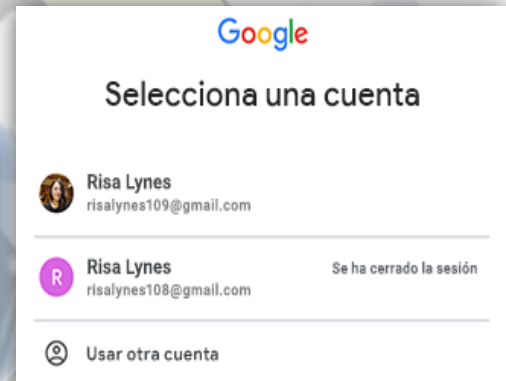 Google
Selecciona una cuenta
Risa Lynes
risalynes109@gmail.com
R
Risa Lynes
Se ha cerrado la sesión
risalynes108@gmail.com
Usar otra cuenta